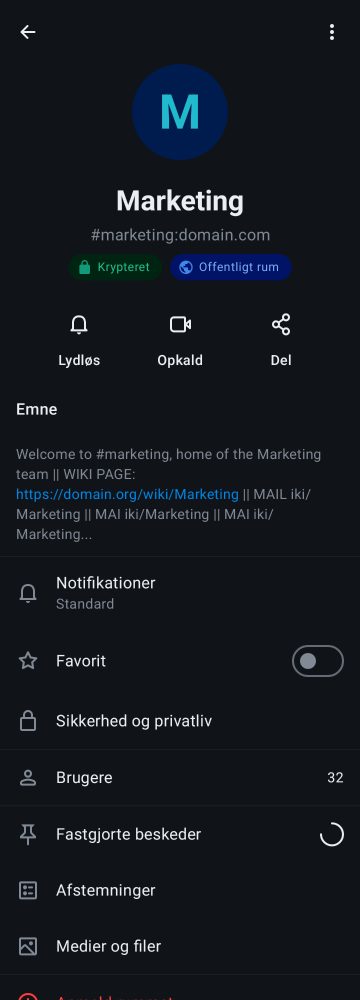 M
Marketing
#marketing:domain.com
Krypteret
Offentligt rum
Lydløs
Opkald
Del
Emne
Welcome to #marketing, home of the Marketing
team || WIKI PAGE:
https://domain.org/wiki/Marketing || MAIL iki/
Marketing || MAI iki/Marketing || MAI iki/
Marketing...
Notifikationer
Standard
Favorit
Sikkerhed og privatliv
Brugere 32
Fastgjorte beskeder
Afstemninger
Medier og filer